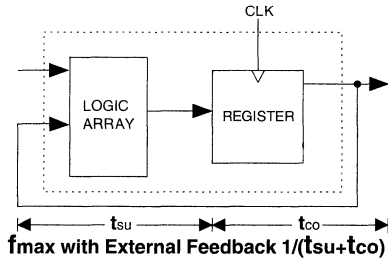 CLK
LOGIC
ARRAY
REGISTER
tsu
tco
fmax with External Feedback 1/(tsu+tco)